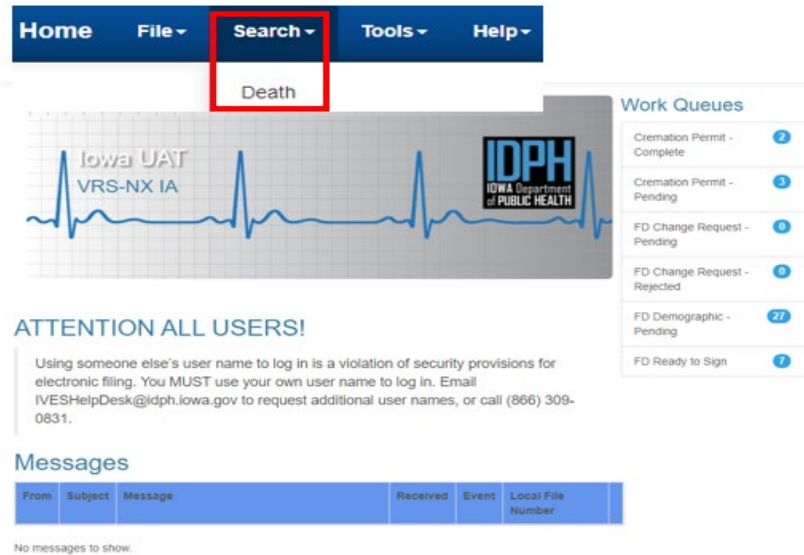 Home File Search Tools Help
Death
Iowa UAT
VRS-NX IA
IDPH
IOWA Department
of PUBLIC HEALTH
Work Queues
Cremation Permit - 2
Complete
Cremation Permit - 3
Pending
FD Change Request - 0
Pending
FD Change Request - 0
Rejected
FD Demographic - 27
Pending
FD Ready to Sign 7
ATTENTION ALL USERS!
Using someone else's user name to log in is a violation of security provisions for
electronic filing. You MUST use your own user name to log in. Email
IVESHelpDesk@idph.iowa.gov to request additional user names, or call (866) 309-
0831.
Messages
From Subject Message Received Event Local File
Number
No messages to show.